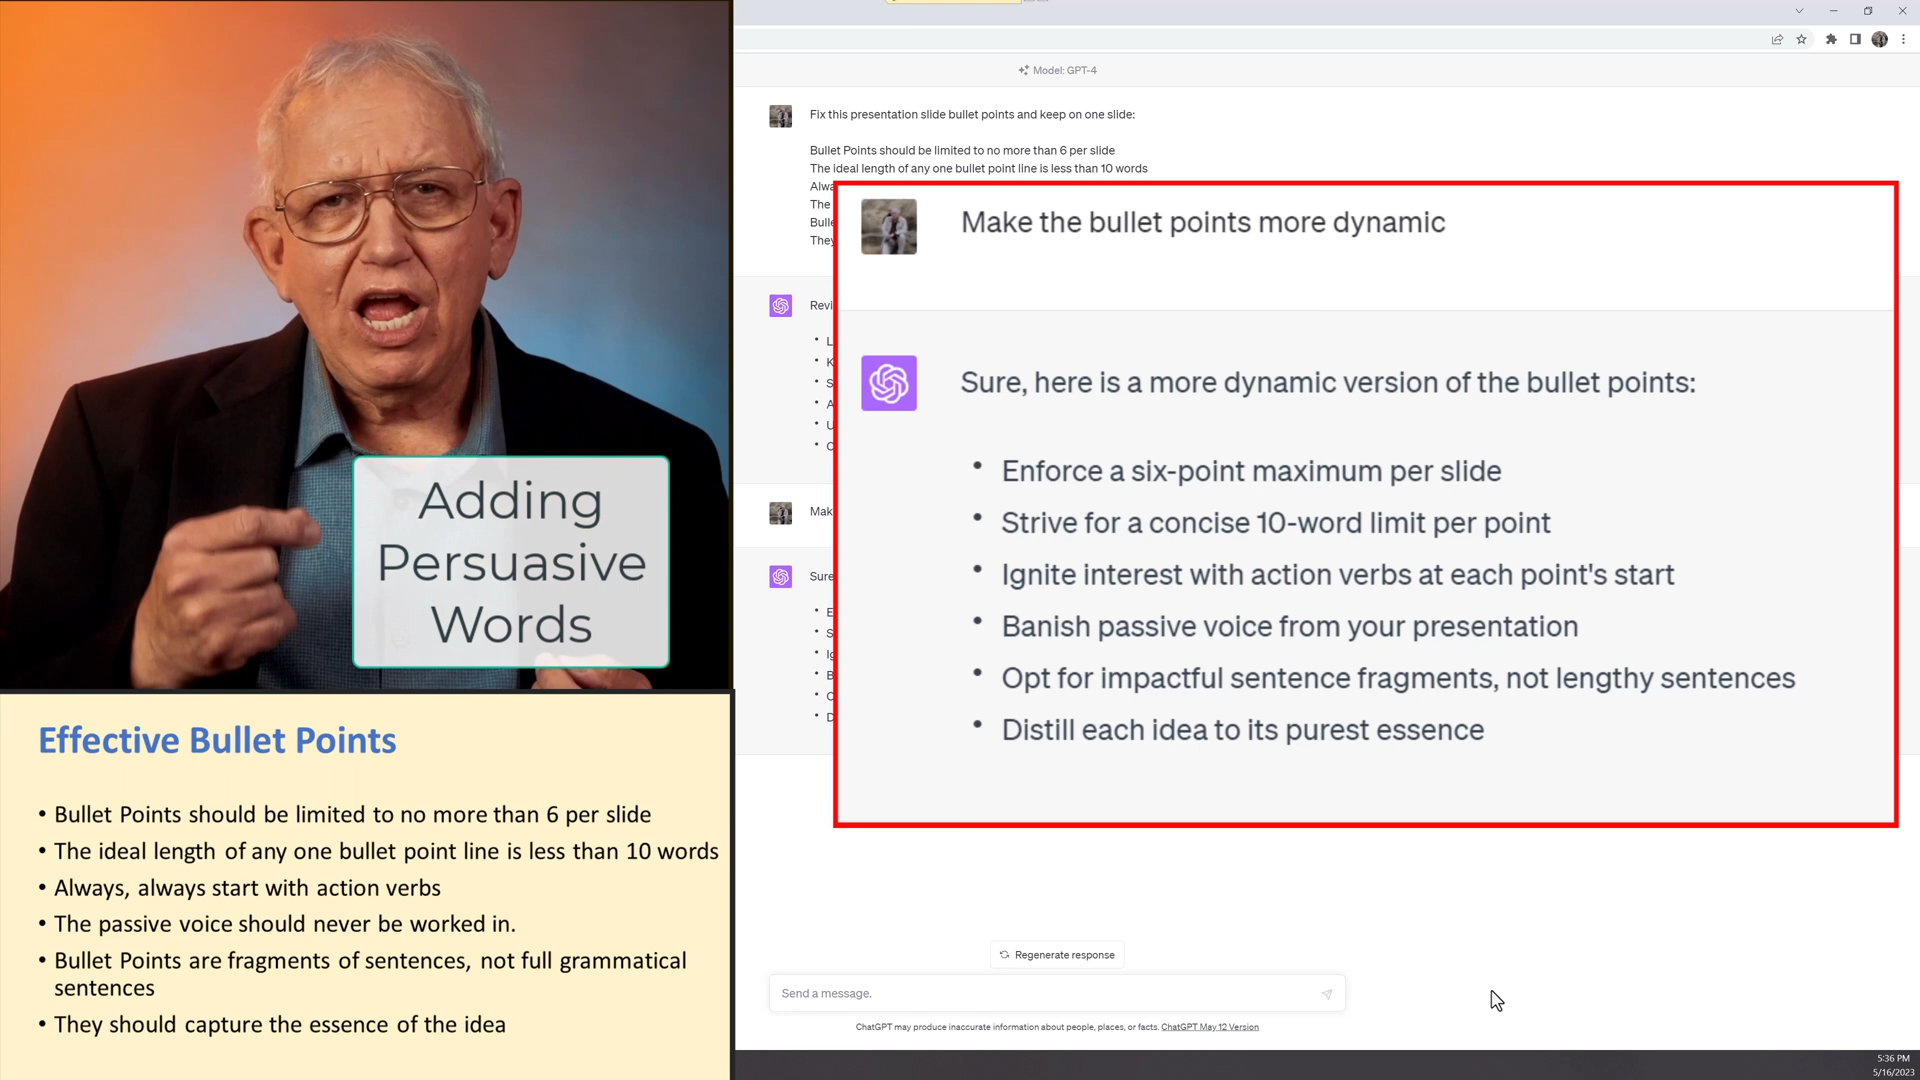 Adding
Persuasive
Words
Effective Bullet Points
• Bullet Points should be limited to no more than 6 per slide
• The ideal length of any one bullet point line is less than 10 words
• Always, always start with action verbs
• The passive voice should never be worked in.
• Bullet Points are fragments of sentences, not full grammatical
sentences
• They should capture the essence of the idea
Model: GPT-4
Fix this presentation slide bullet points and keep on one slide:
Bullet Points should be limited to no more than 6 per slide
The ideal length of any one bullet point line is less than 10 words
Alwa
The
Bulle
They
Revi
• L
• K
• S
• A
• U
• C
Mak
Sure
• E
• S
• Ig
• B
• O
• D
Make the bullet points more dynamic
Sure, here is a more dynamic version of the bullet points:
• Enforce a six-point maximum per slide
• Strive for a concise 10-word limit per point
• Ignite interest with action verbs at each point's start
• Banish passive voice from your presentation
• Opt for impactful sentence fragments, not lengthy sentences
• Distill each idea to its purest essence
Regenerate response
Send a message.
ChatGPT may produce inaccurate information about people, places, or facts. ChatGPT May 12 Version
5:36 PM
5/16/2023